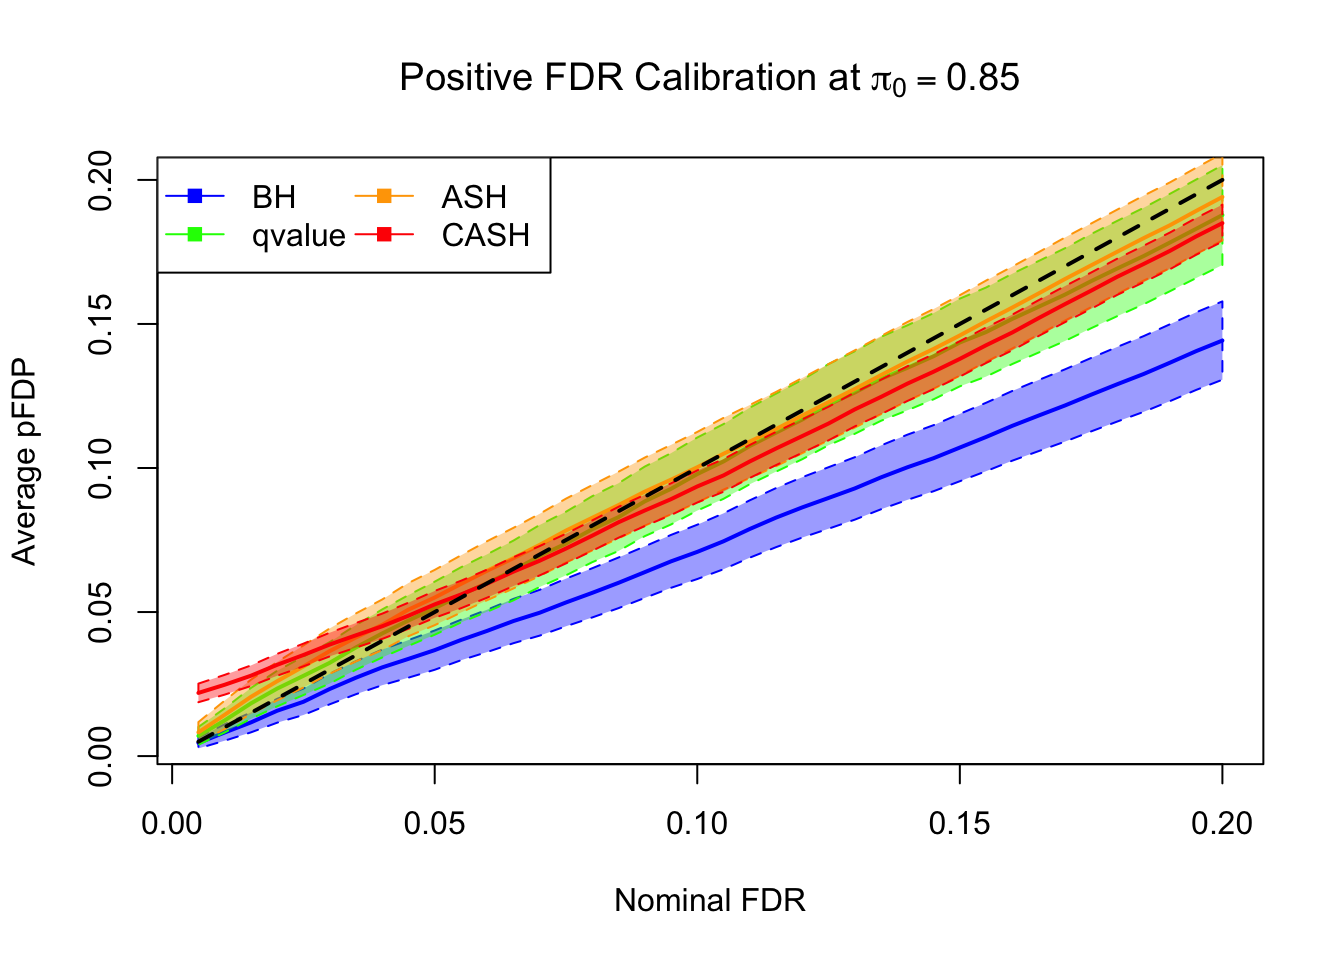 Positive FDR Calibration at π₀ = 0.85
BH ASH
qvalue CASH
Average pFDP
0.20
0.15
0.10
0.05
0.00
0.00 0.05 0.10 0.15 0.20
Nominal FDR